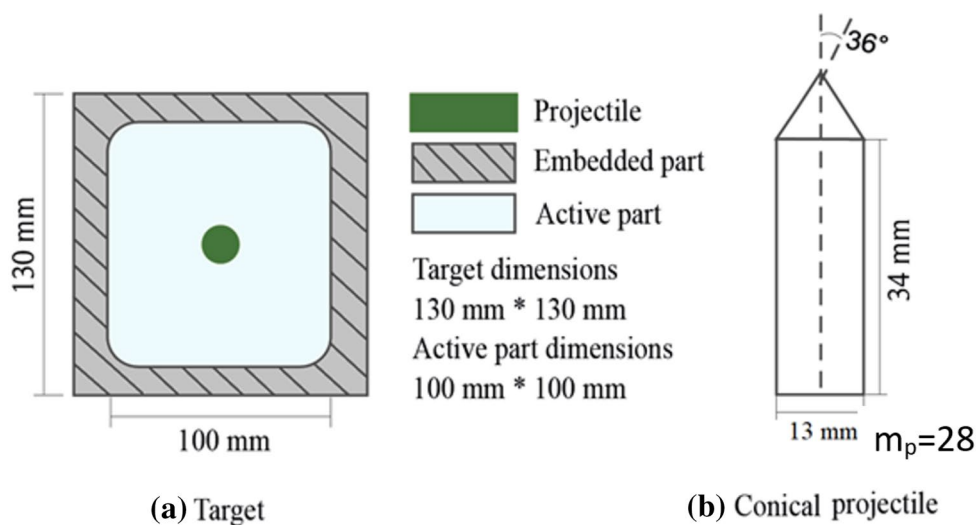 130 mm
100 mm
(a) Target
Projectile
Embedded part
Active part
Target dimensions
130 mm * 130 mm
Active part dimensions
100 mm * 100 mm
36°
34 mm
13 mm
mₚ=28
(b) Conical projectile